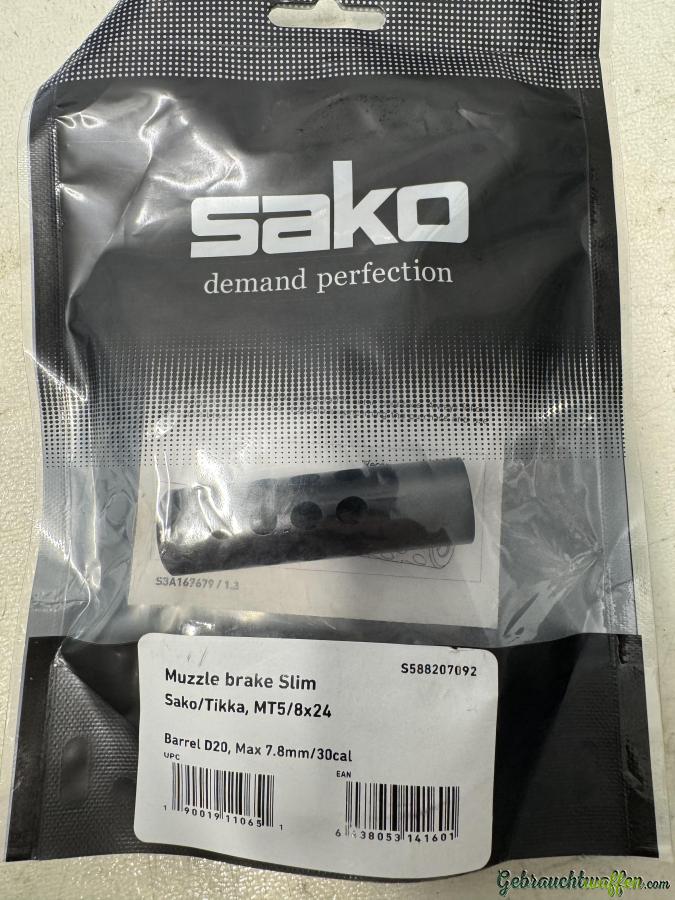 sako
demand perfection
S3A167679 / 1.3
S588207092
Muzzle brake Slim
Sako/Tikka, MT5/8x24
Barrel D20, Max 7.8mm/30cal
UPC
EAN
1 90019 11065 1
6 438053 141601
Gebrauchtwaffen.com